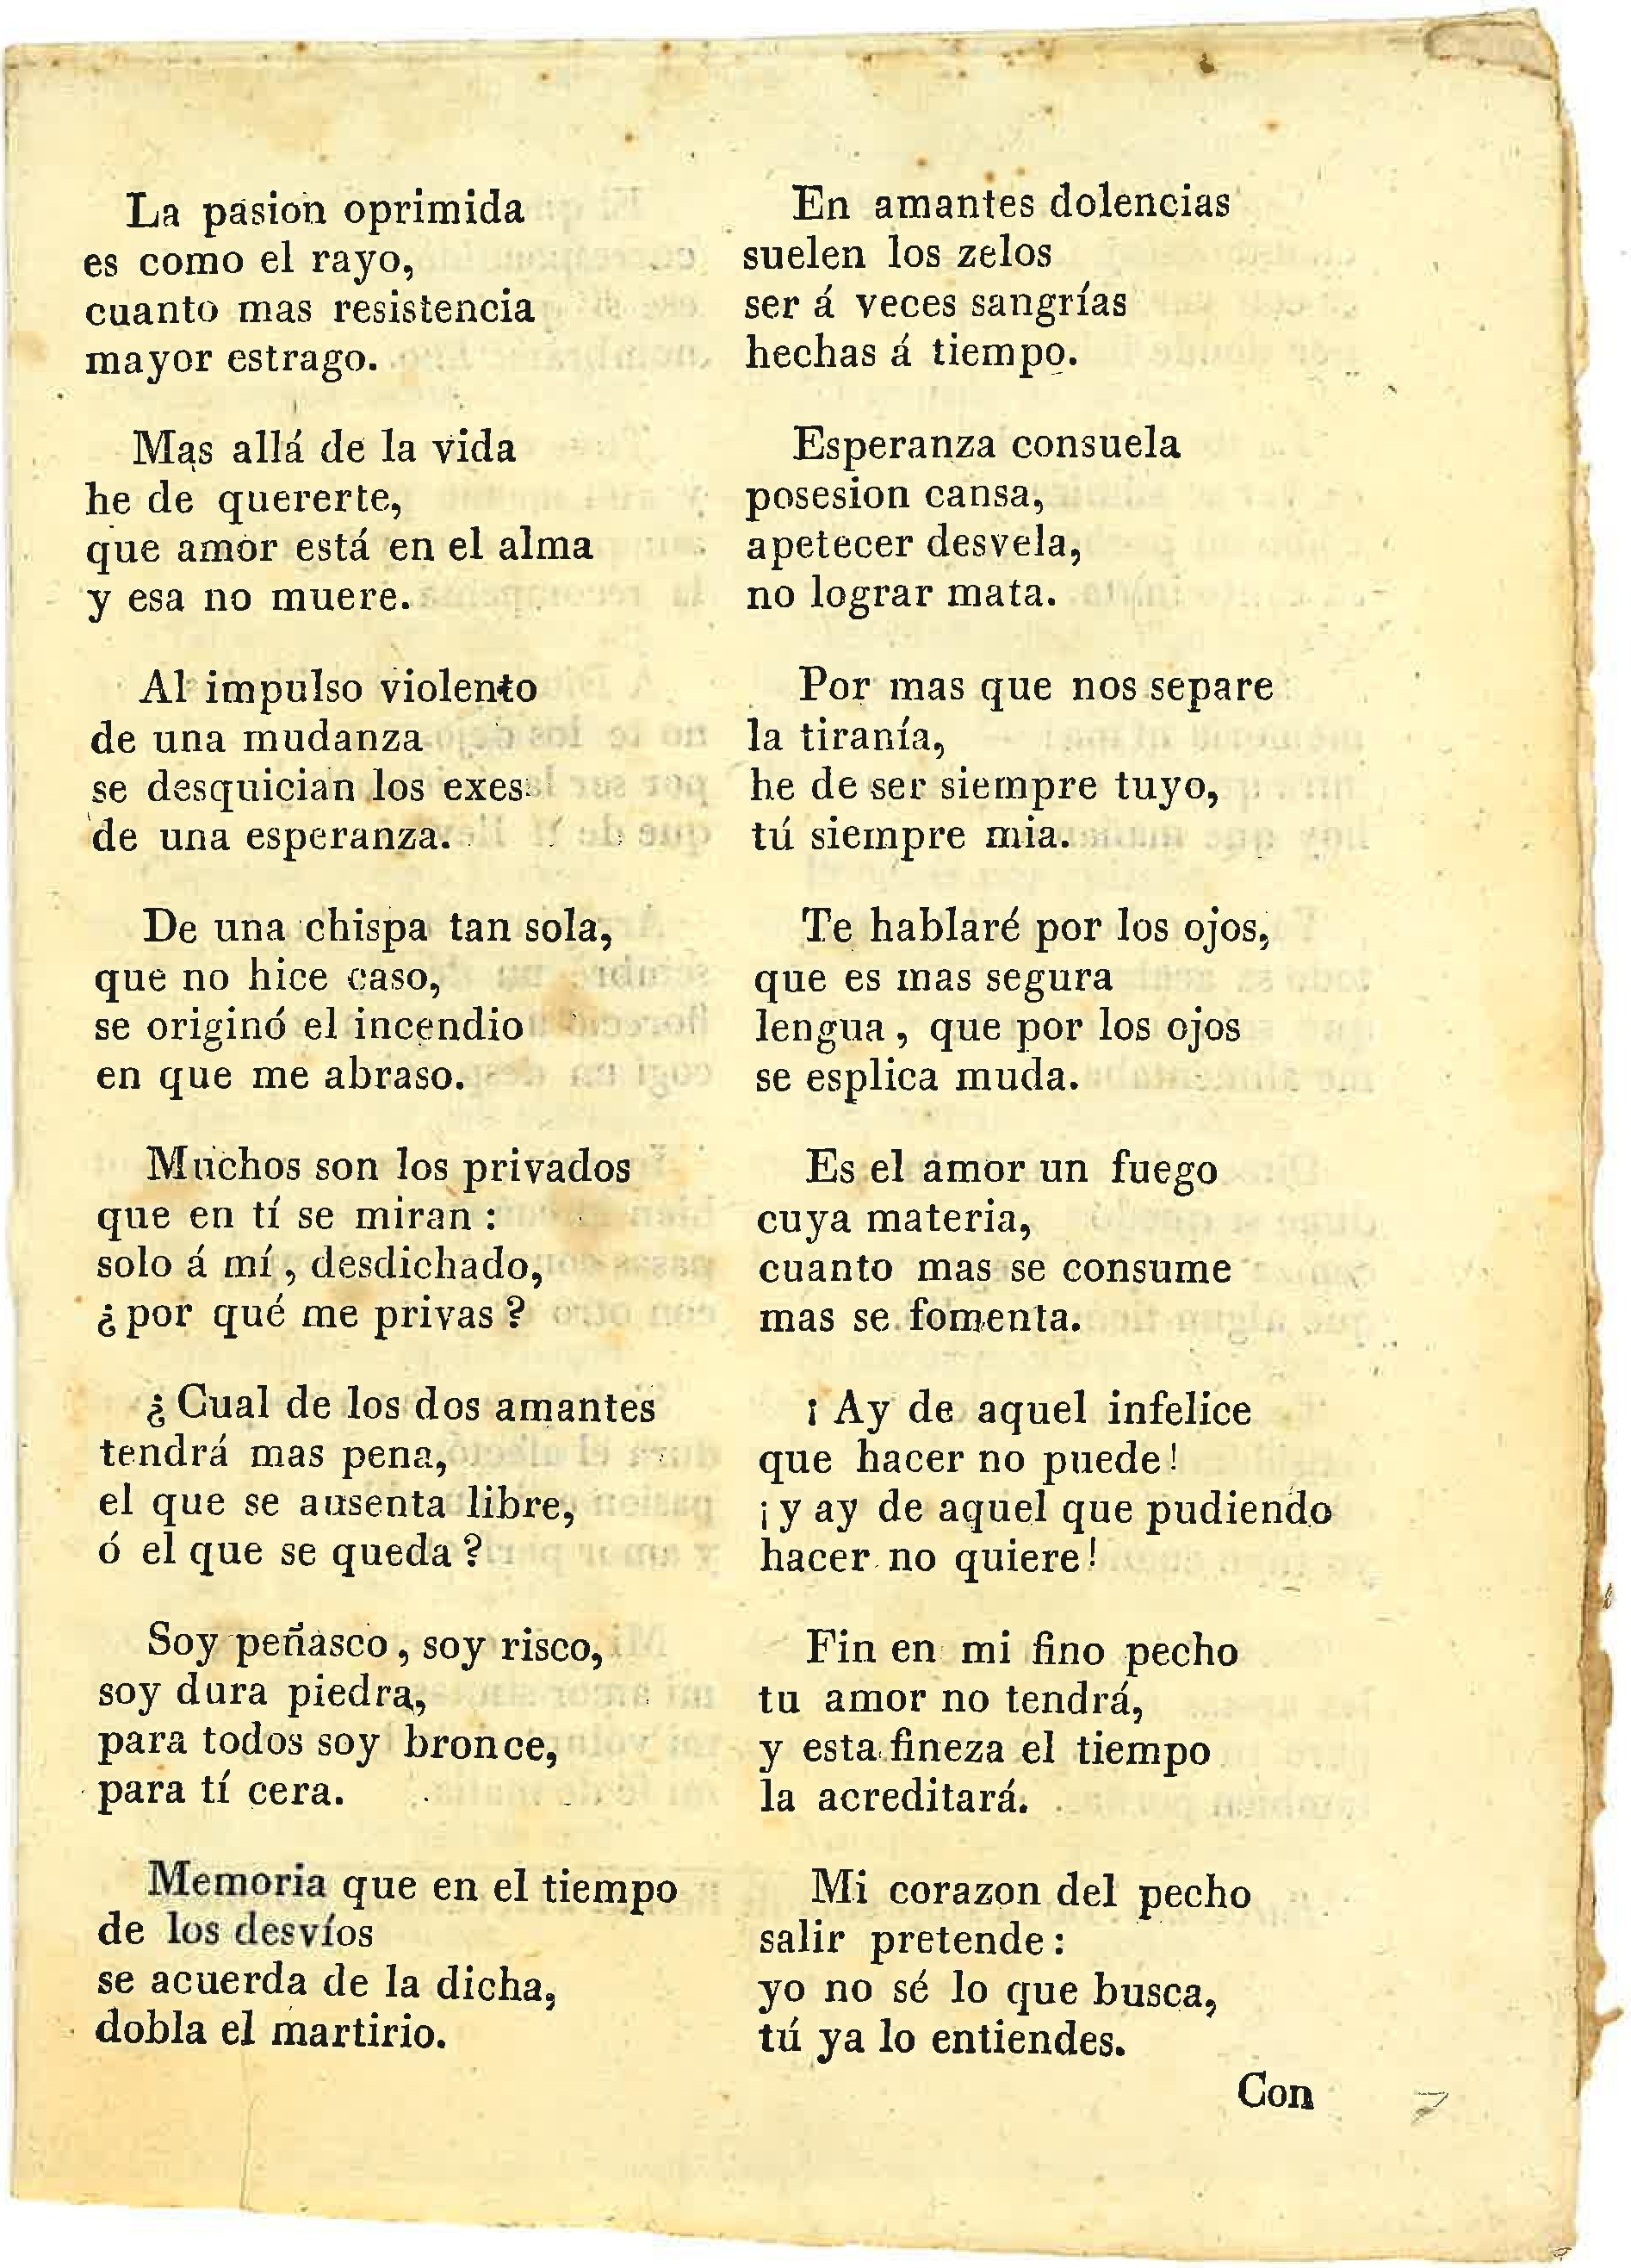 La pasion oprimida
es como el rayo,
cuanto mas resistencia
mayor estrago.
Mas allá de la vida
he de quererte,
que amor está en el alma
y esa no muere.
Al impulso violento
de una mudanza
se desquician los exes
de una esperanza.
De una chispa tan sola,
que no hice caso,
se originó el incendio
en que me abraso.
Muchos son los privados
que en tí se miran :
solo á mí , desdichado,
¿ por qué me privas ?
¿ Cual de los dos amantes
tendrá mas pena,
el que se ausenta libre,
ó el que se queda ?
Soy peñasco , soy risco,
soy dura piedra,
para todos soy bronce,
para tí cera.
Memoria que en el tiempo
de los desvíos
se acuerda de la dicha,
dobla el martirio.
En amantes dolencias
suelen los zelos
ser á veces sangrías
hechas á tiempo.
Esperanza consuela
posesion cansa,
apetecer desvela,
no lograr mata.
Por mas que nos separe
la tiranía,
he de ser siempre tuyo,
tú siempre mia.
Te hablaré por los ojos,
que es mas segura
lengua , que por los ojos
se esplica muda.
Es el amor un fuego
cuya materia,
cuanto mas se consume
mas se fomenta.
¡ Ay de aquel infelice
que hacer no puede !
¡ y ay de aquel que pudiendo
hacer no quiere !
Fin en mi fino pecho
tu amor no tendrá,
y esta fineza el tiempo
la acreditará.
Mi corazon del pecho
salir pretende :
yo no sé lo que busca,
tú ya lo entiendes.
Con
7